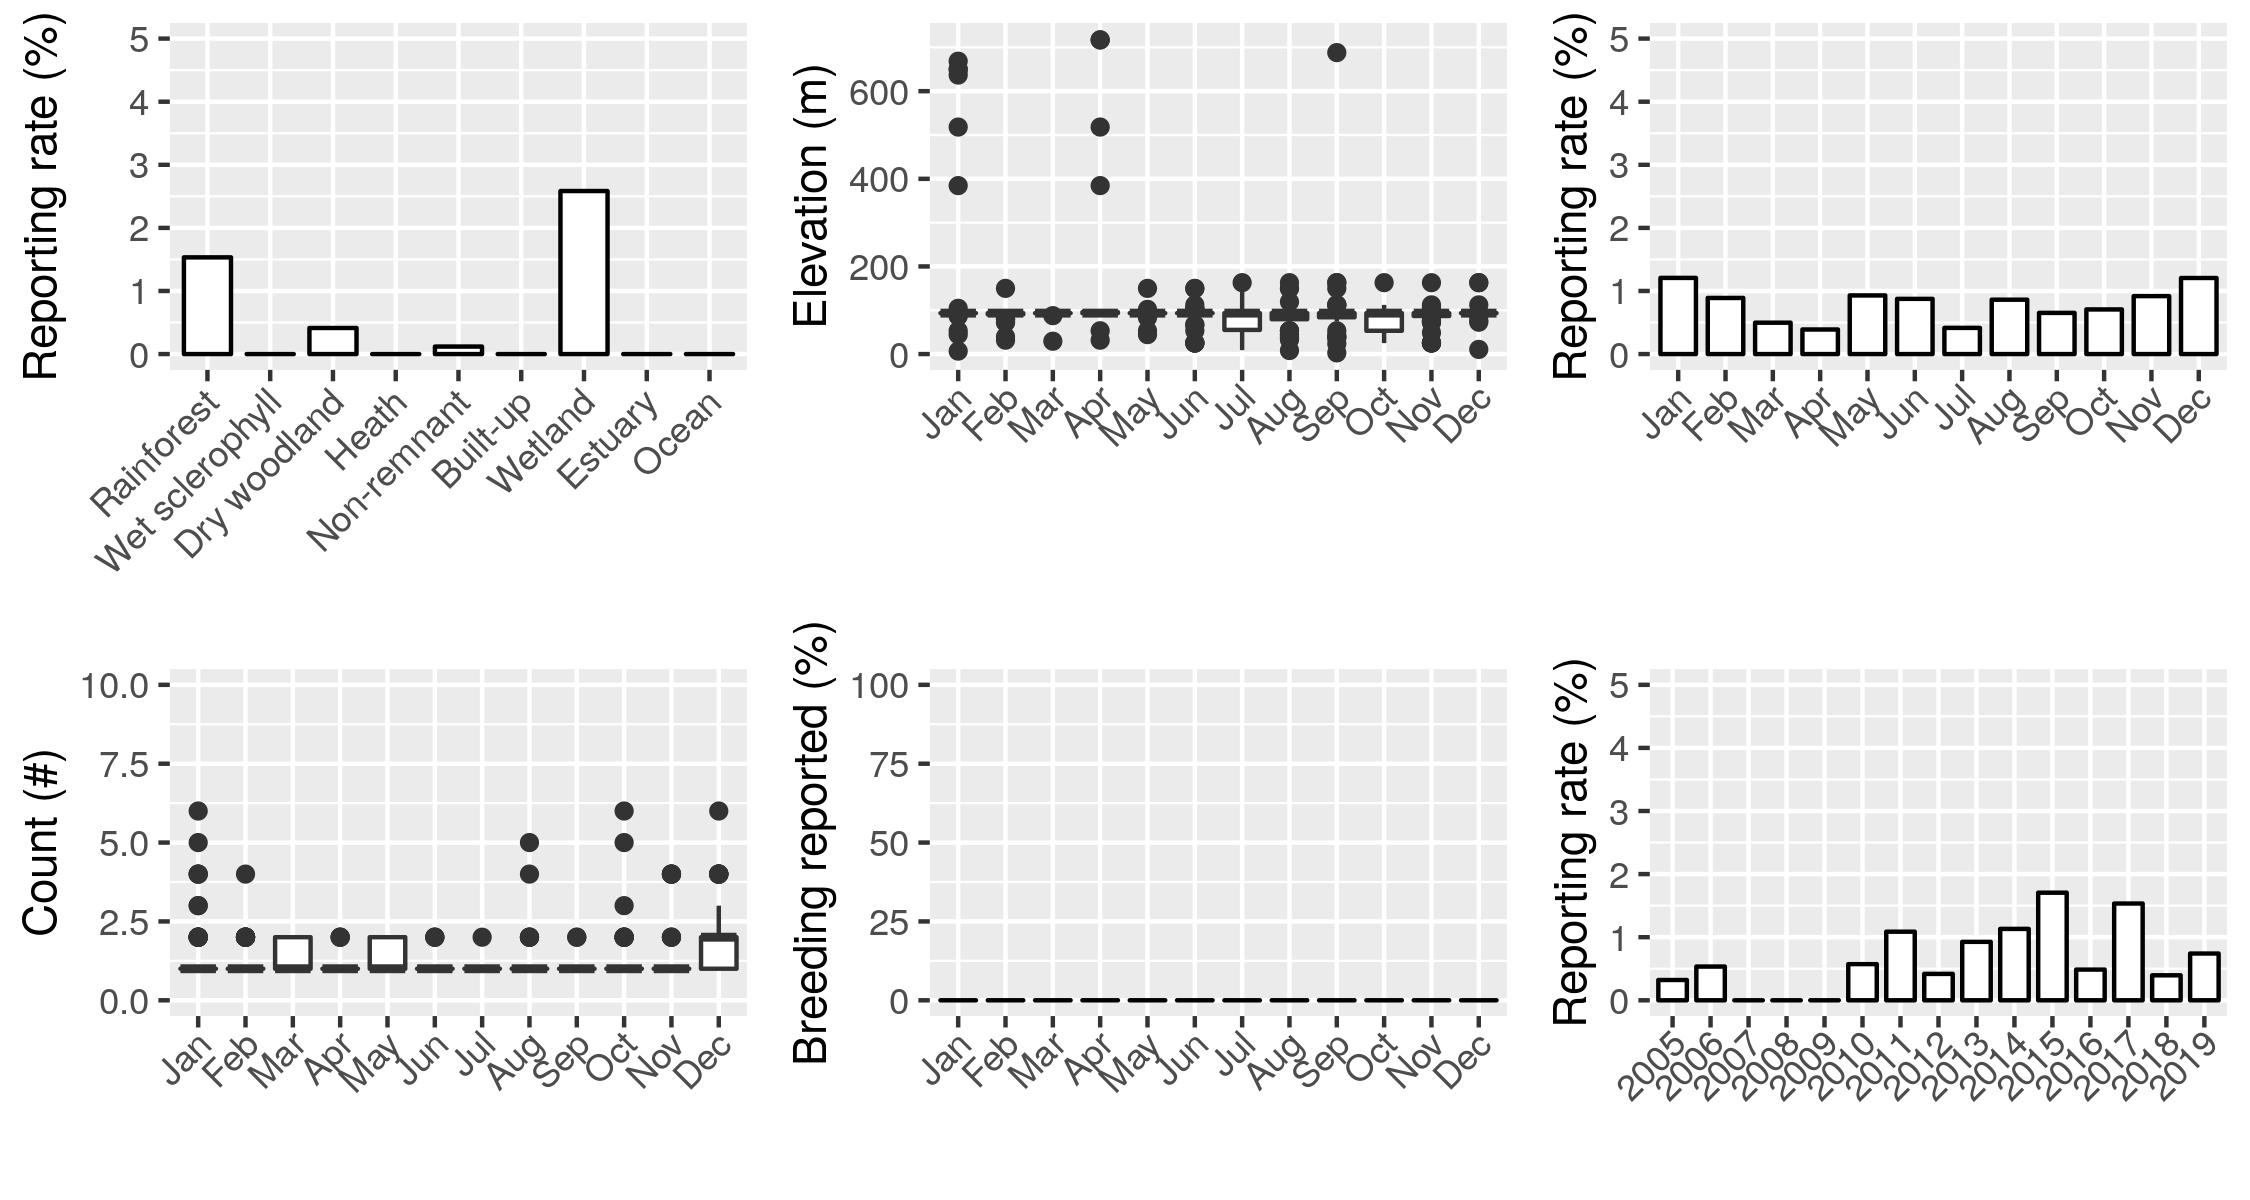 Reporting rate (%)
5
4
3
2
1
0
Rainforest
Wet sclerophyll
Dry woodland
Heath
Non-remnant
Built-up
Wetland
Estuary
Ocean
Elevation (m)
600
400
200
0
Jan
Feb
Mar
Apr
May
Jun
Jul
Aug
Sep
Oct
Nov
Dec
Reporting rate (%)
5
4
3
2
1
0
Jan
Feb
Mar
Apr
May
Jun
Jul
Aug
Sep
Oct
Nov
Dec
Count (#)
10.0
7.5
5.0
2.5
0.0
Jan
Feb
Mar
Apr
May
Jun
Jul
Aug
Sep
Oct
Nov
Dec
Breeding reported (%)
100
75
50
25
0
Jan
Feb
Mar
Apr
May
Jun
Jul
Aug
Sep
Oct
Nov
Dec
Reporting rate (%)
5
4
3
2
1
0
2005
2006
2007
2008
2009
2010
2011
2012
2013
2014
2015
2016
2017
2018
2019